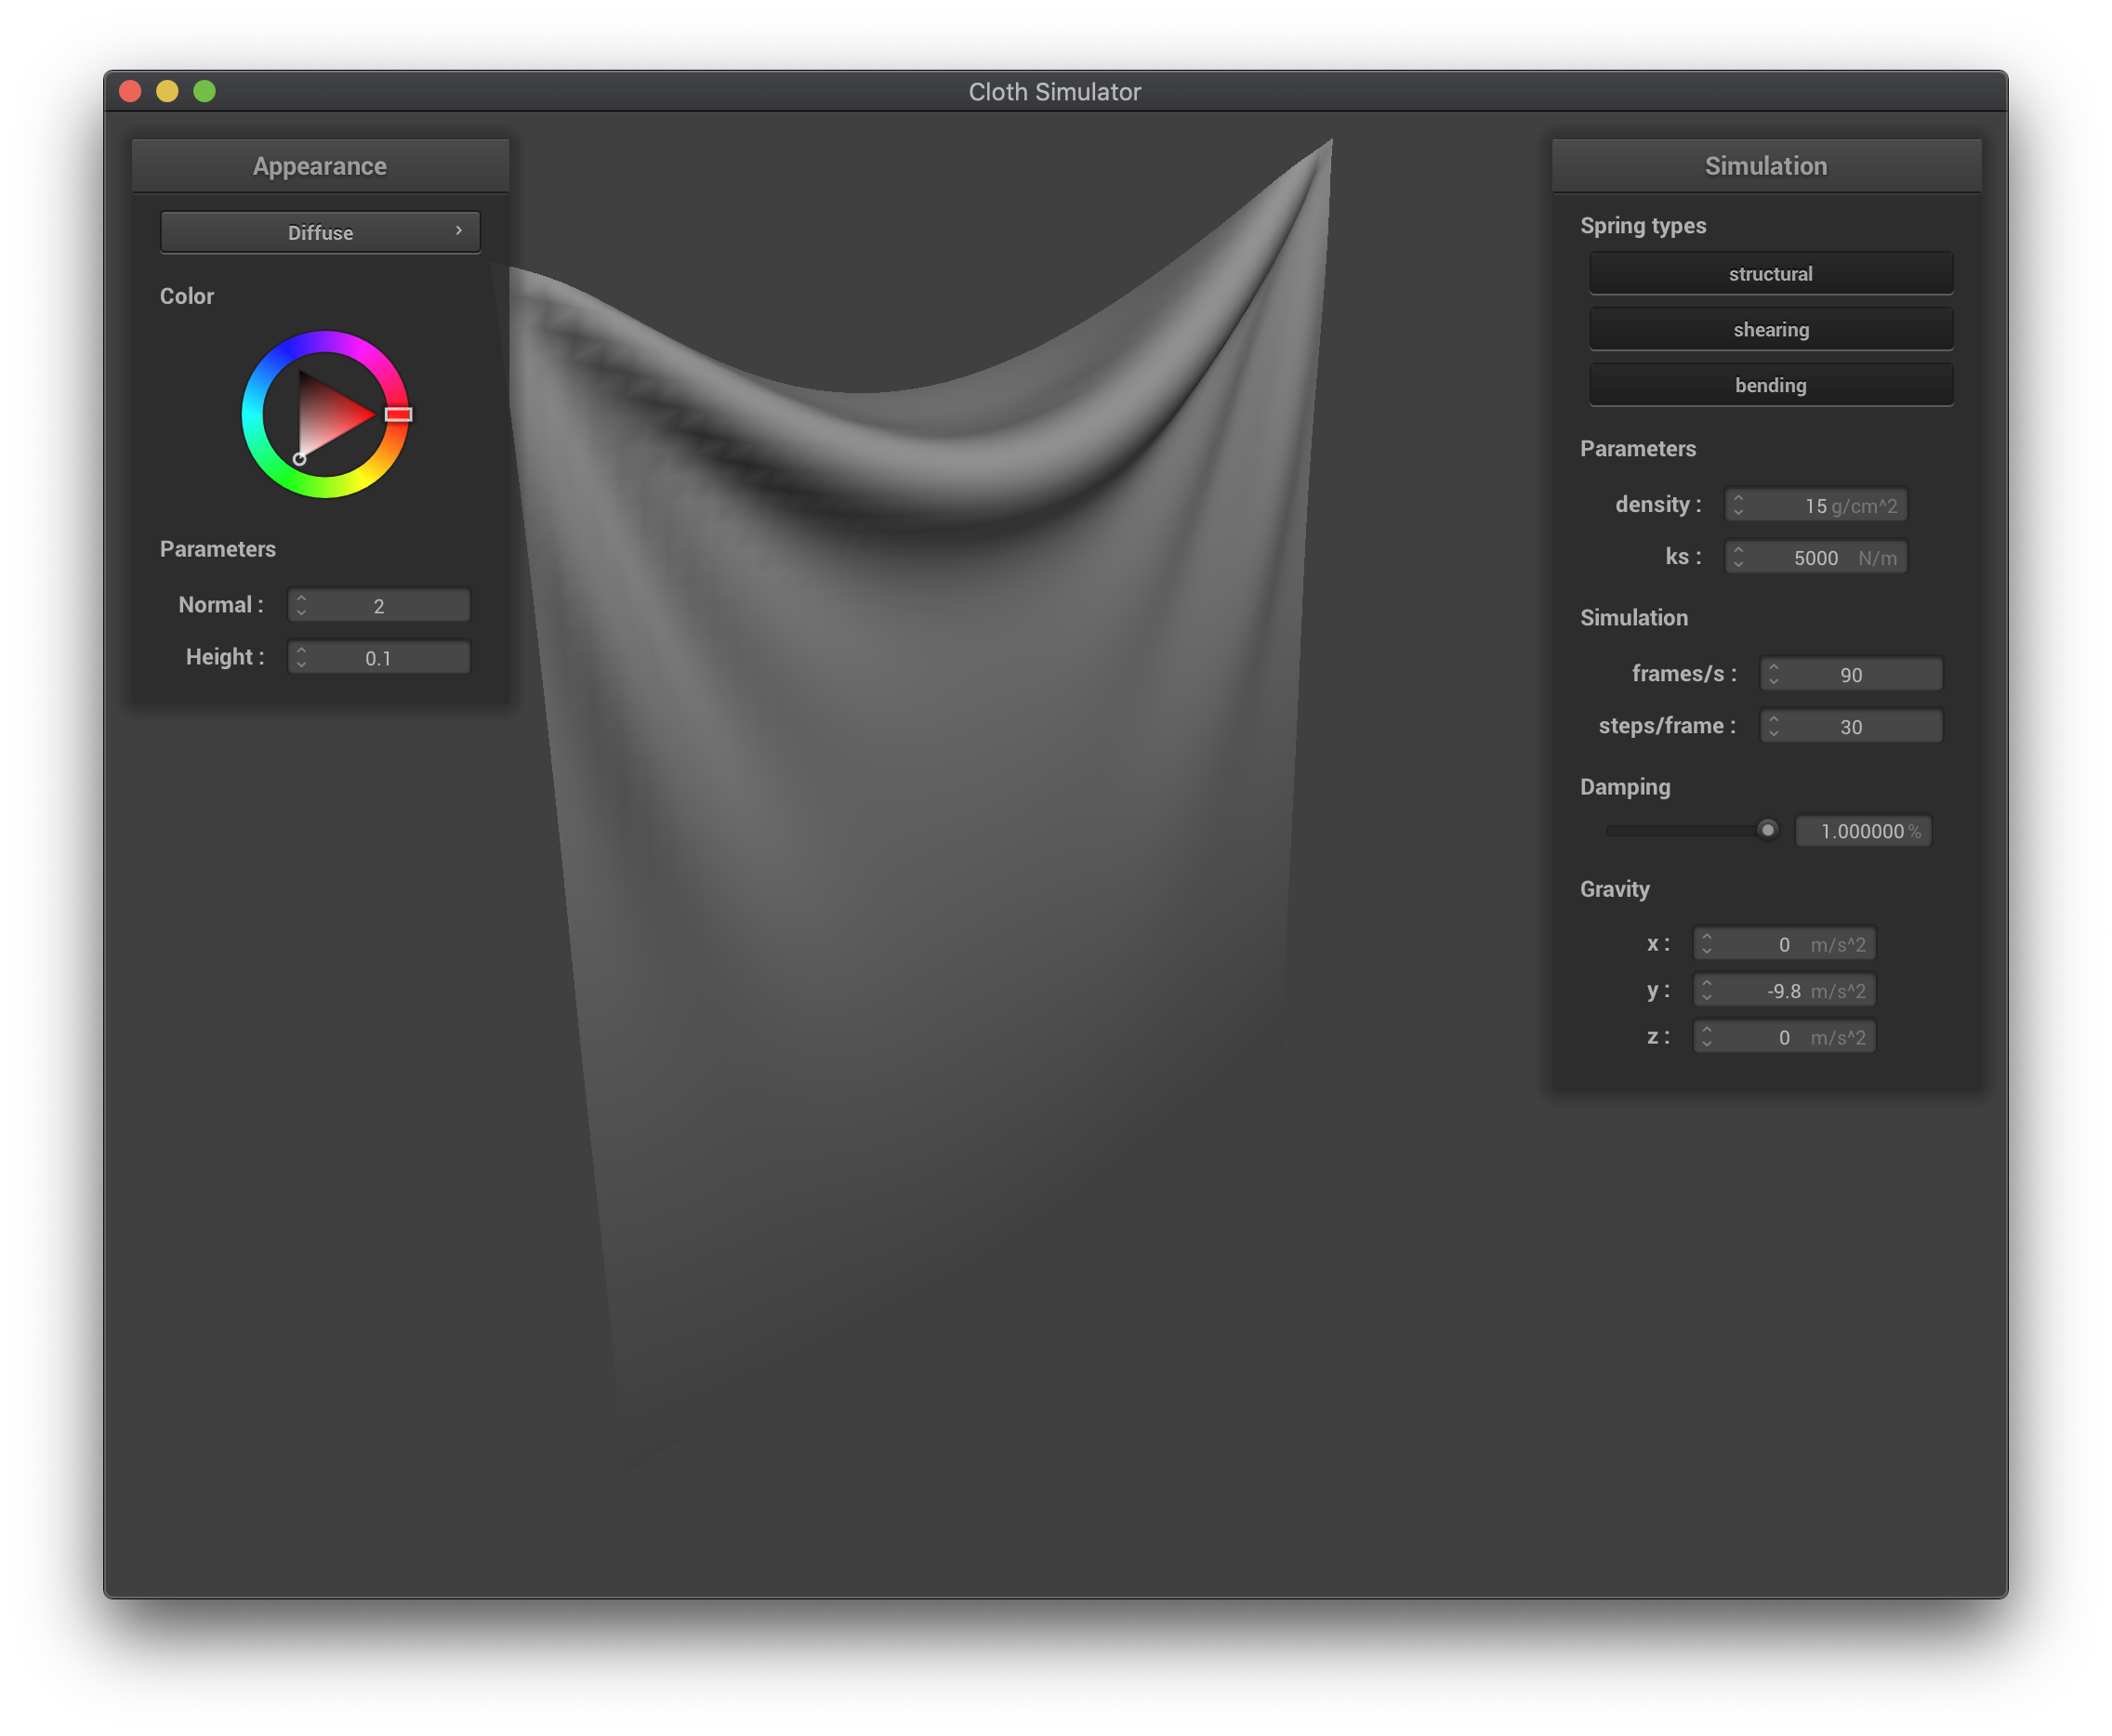 Cloth Simulator
Appearance
Diffuse
Color
Parameters
Normal : 2
Height : 0.1
Simulation
Spring types
structural
shearing
bending
Parameters
density : 15 g/cm^2
ks : 5000 N/m
Simulation
frames/s : 90
steps/frame : 30
Damping
1.000000 %
Gravity
x : 0 m/s^2
y : -9.8 m/s^2
z : 0 m/s^2